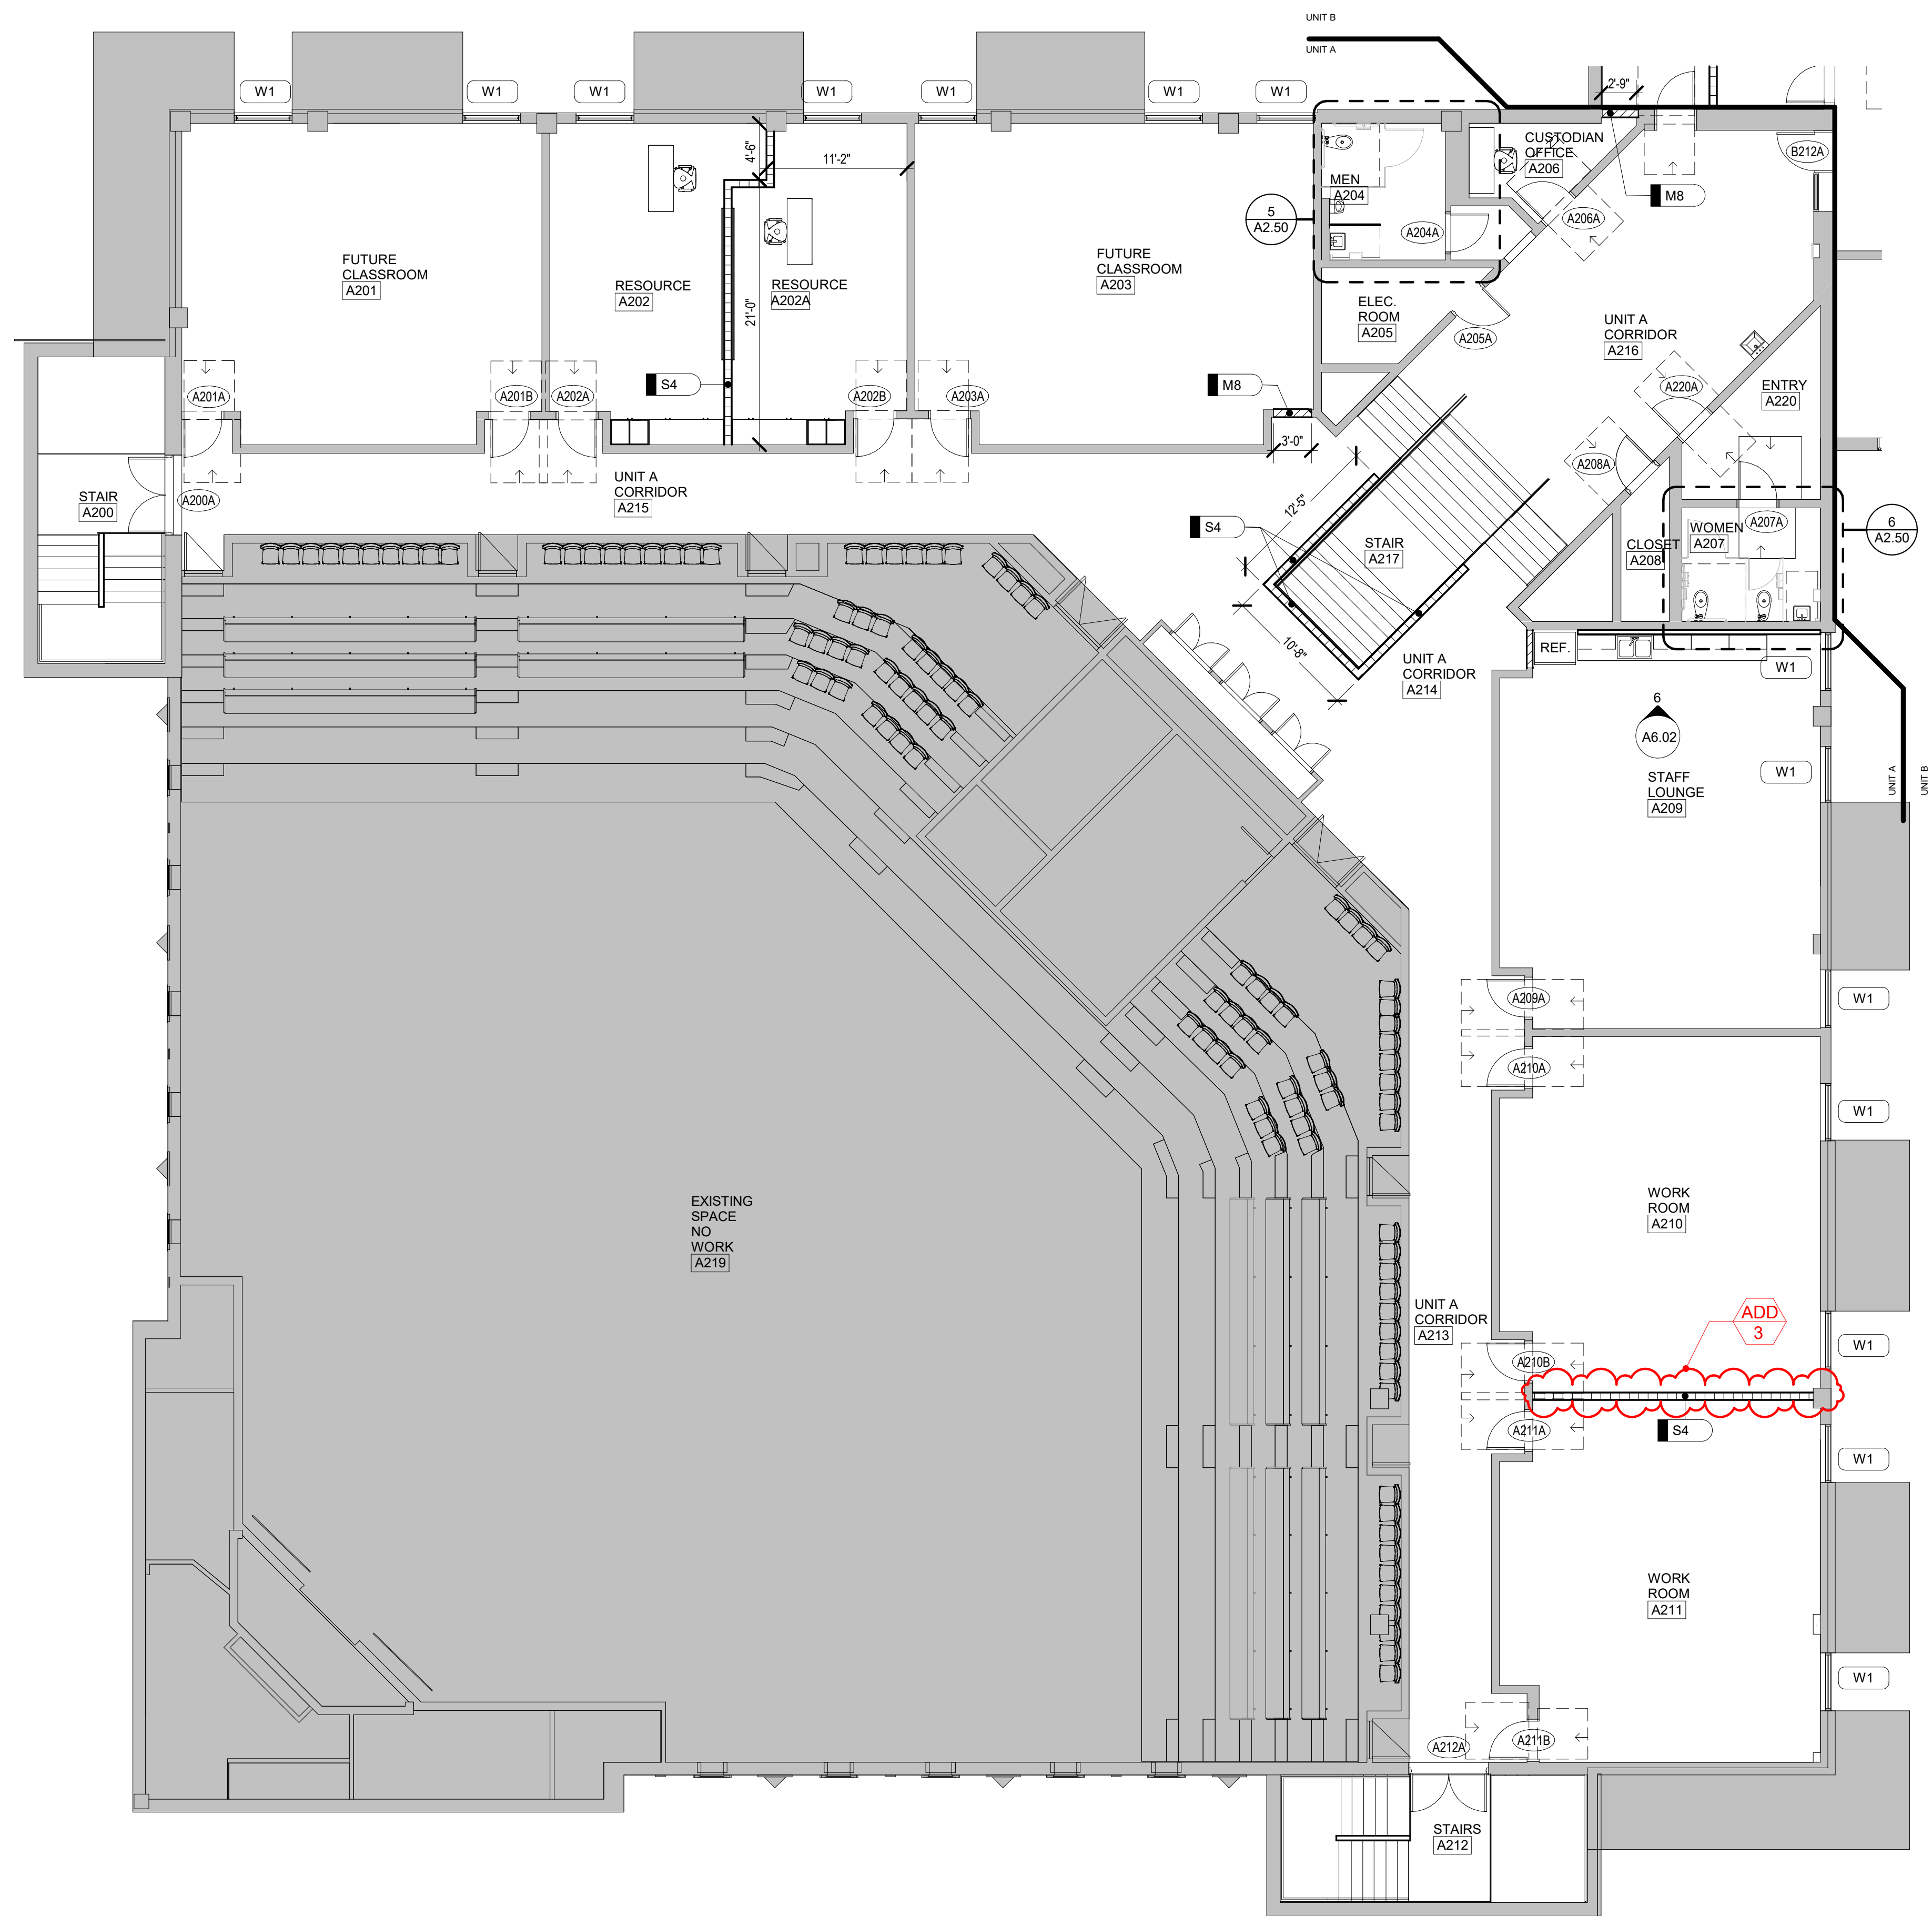 UNIT B
UNIT A
W1
W1
W1
W1
W1
W1
W1
2'-9"
4'-6"
11'-2"
21'-0"
CUSTODIAN
OFFICE
A206
B212A
M8
MEN
A204
5
A2.50
A204A
A206A
FUTURE
CLASSROOM
A201
RESOURCE
A202
RESOURCE
A202A
FUTURE
CLASSROOM
A203
ELEC.
ROOM
A205
A205A
UNIT A
CORRIDOR
A216
S4
M8
A220A
ENTRY
A220
A201A
A201B
A202A
A202B
A203A
3'-0"
A208A
STAIR
A200
A200A
UNIT A
CORRIDOR
A215
12'-5"
S4
STAIR
A217
10'-8"
CLOSET
A208
WOMEN
A207
A207A
6
A2.50
UNIT A
CORRIDOR
A214
REF.
W1
6
A6.02
W1
UNIT A
UNIT B
STAFF
LOUNGE
A209
A209A
W1
A210A
W1
EXISTING
SPACE
NO
WORK
A219
WORK
ROOM
A210
UNIT A
CORRIDOR
A213
ADD
3
W1
A210B
A211A
S4
W1
WORK
ROOM
A211
W1
A212A
A211B
STAIRS
A212